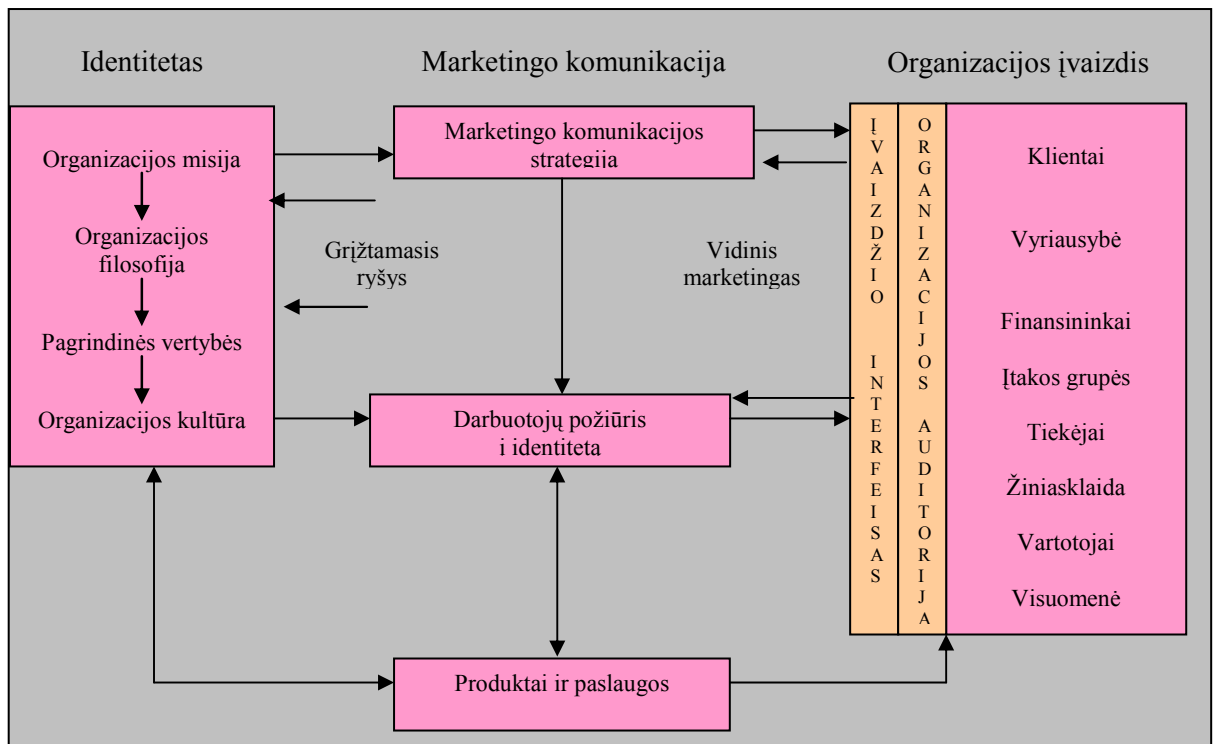 Identitetas
Marketingo komunikacija
Organizacijos įvaizdis
Organizacijos misija
Organizacijos
filosofija
Pagrindinės vertybės
Organizacijos kultūra
Marketingo komunikacijos
strategija
Grįžtamasis
ryšys
Vidinis
marketingas
Darbuotojų požiūris
i identiteta
Produktai ir paslaugos
ĮVAIZDŽIO INTERFEISAS
ORGANIZACIJOS AUDITORIJA
Klientai
Vyriausybė
Finansininkai
Įtakos grupės
Tiekėjai
Žiniasklaida
Vartotojai
Visuomenė